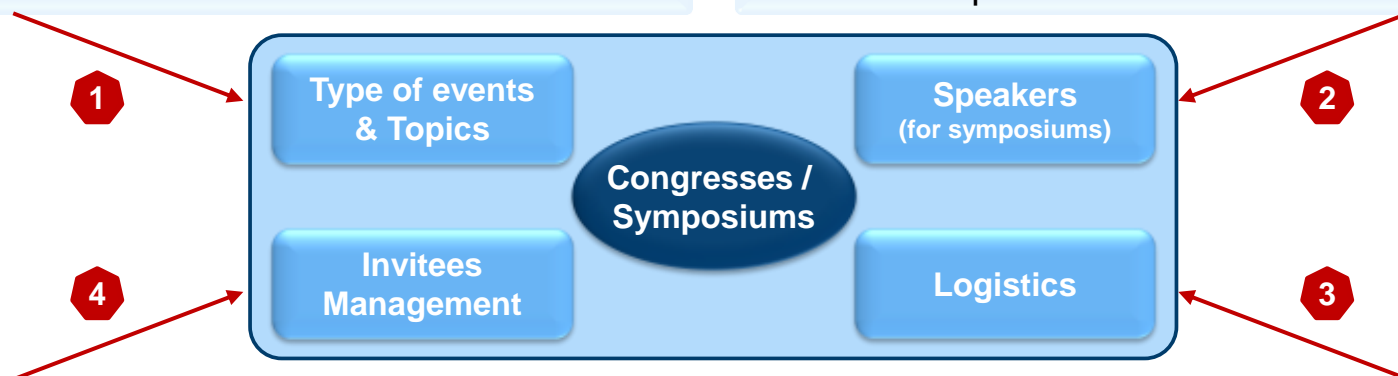 1
Type of events
& Topics
Speakers
(for symposiums)
2
Congresses /
Symposiums
4
Invitees
Management
Logistics
3